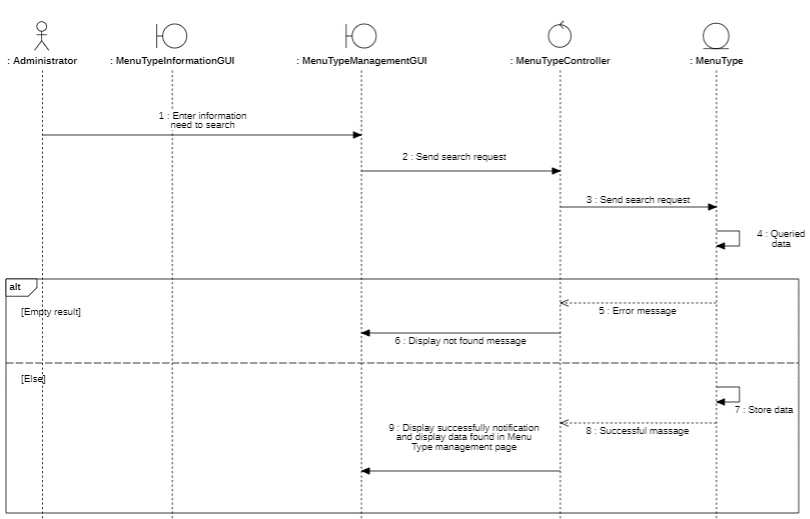 : Administrator
: MenuTypeInformationGUI
: MenuTypeManagementGUI
: MenuTypeController
: MenuType
1 : Enter information
need to search
2 : Send search request
3 : Send search request
4 : Queried
data
alt
[Empty result]
5 : Error message
6 : Display not found message
[Else]
7 : Store data
8 : Successful massage
9 : Display successfully notification
and display data found in Menu
Type management page